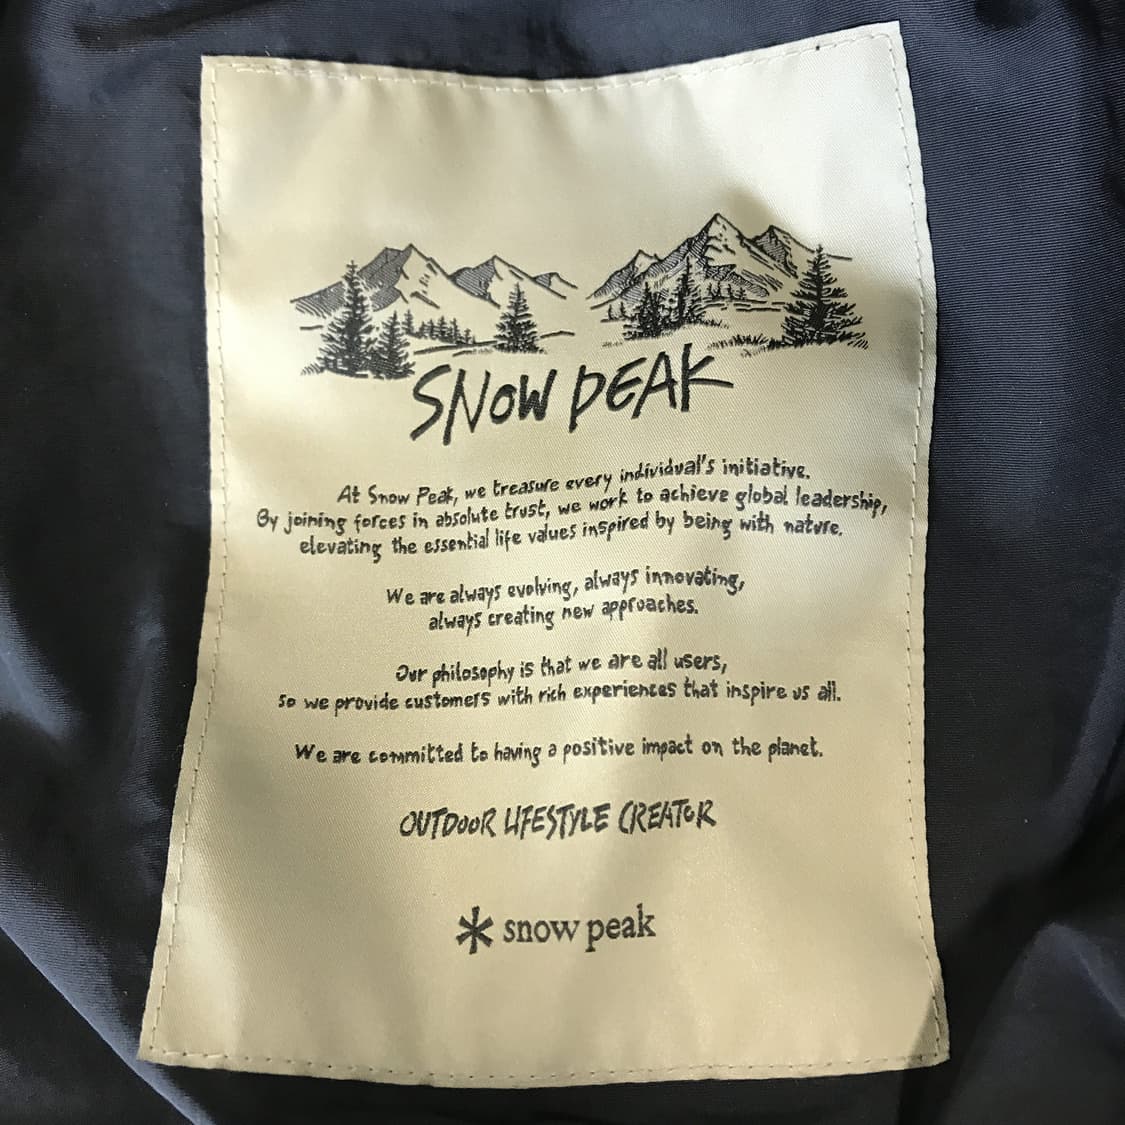 SNOW PEAK
At Snow Peak, we treasure every individual's initiative.
By joining forces in absolute trust, we work to achieve global leadership,
elevating the essential life values inspired by being with nature.
We are always evolving, always innovating,
always creating new approaches.
Our philosophy is that we are all users,
so we provide customers with rich experiences that inspire us all.
We are committed to having a positive impact on the planet.
OUTDOOR LIFESTYLE CREATOR
snow peak